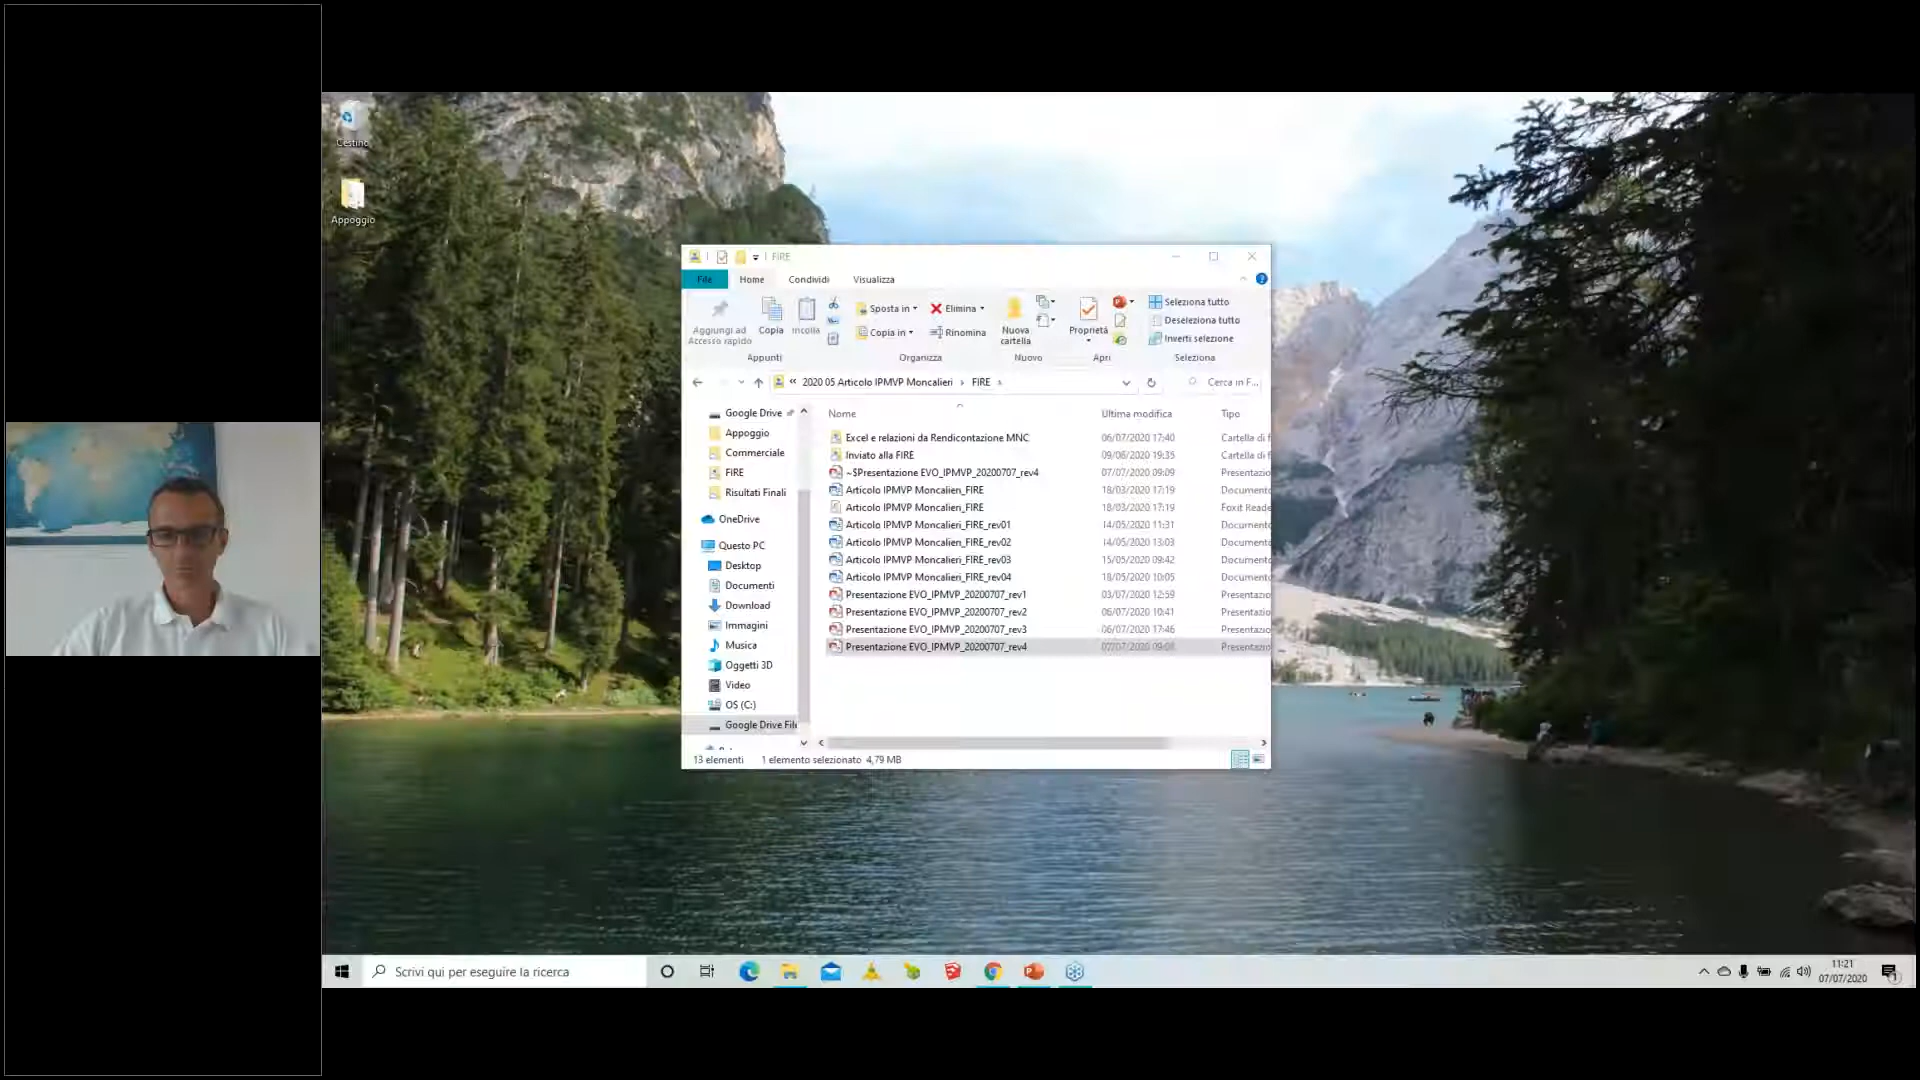 Cestino
Appoggio
FIRE
File Home Condividi Visualizza
Aggiungi ad Accesso rapido
Copia
Incolla
Sposta in
Copia in
Elimina
Rinomina
Nuova cartella
Proprietà
Seleziona tutto
Deseleziona tutto
Inverti selezione
Appunti Organizza Nuovo Apri Seleziona
« 2020 05 Articolo IPMVP Moncalieri › FIRE
Cerca in F...
Google Drive
Appoggio
Commerciale
FIRE
Risultati Finali
OneDrive
Questo PC
Desktop
Documenti
Download
Immagini
Musica
Oggetti 3D
Video
OS (C:)
Google Drive File
Nome Ultima modifica Tipo
Excel e relazioni da Rendicontazione MNC 06/07/2020 17:40 Cartella di f
Inviato alla FIRE 09/06/2020 19:35 Cartella di f
~$Presentazione EVO_IPMVP_20200707_rev4 07/07/2020 09:09 Presentazio
Articolo IPMVP Moncalieri_FIRE 18/03/2020 17:19 Documento
Articolo IPMVP Moncalieri_FIRE 18/03/2020 17:19 Foxit Reade
Articolo IPMVP Moncalieri_FIRE_rev01 14/05/2020 11:31 Documento
Articolo IPMVP Moncalieri_FIRE_rev02 14/05/2020 13:03 Documento
Articolo IPMVP Moncalieri_FIRE_rev03 15/05/2020 09:42 Documento
Articolo IPMVP Moncalieri_FIRE_rev04 18/05/2020 10:05 Documento
Presentazione EVO_IPMVP_20200707_rev1 03/07/2020 12:59 Presentazio
Presentazione EVO_IPMVP_20200707_rev2 06/07/2020 10:41 Presentazio
Presentazione EVO_IPMVP_20200707_rev3 06/07/2020 17:46 Presentazio
Presentazione EVO_IPMVP_20200707_rev4 07/07/2020 09:08 Presentazio
13 elementi 1 elemento selezionato 4,79 MB
Scrivi qui per eseguire la ricerca
11:21
07/07/2020